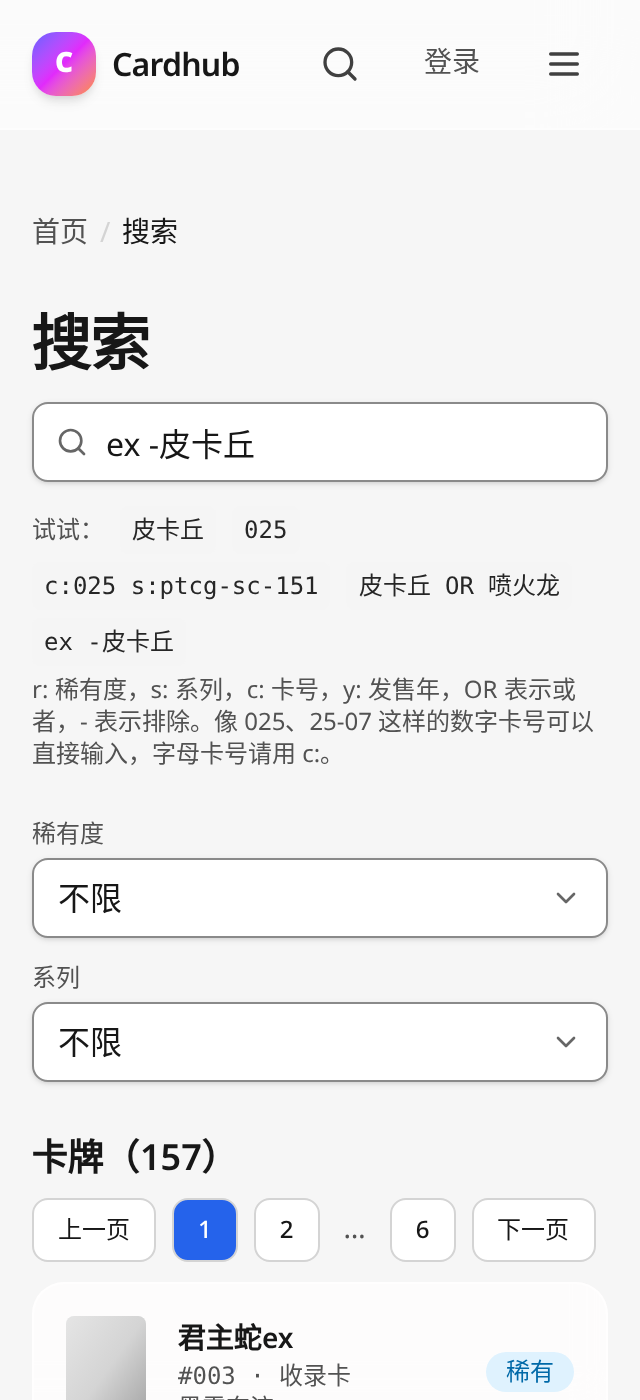 C Cardhub 登录
首页 / 搜索
搜索
ex -皮卡丘
试试： 皮卡丘 025
c:025 s:ptcg-sc-151 皮卡丘 OR 喷火龙
ex -皮卡丘
r: 稀有度，s: 系列，c: 卡号，y: 发售年，OR 表示或
者，- 表示排除。像 025、25-07 这样的数字卡号可以
直接输入，字母卡号请用 c:。
稀有度
不限
系列
不限
卡牌（157）
上一页 1 2 … 6 下一页
君主蛇ex
#003 · 收录卡
稀有